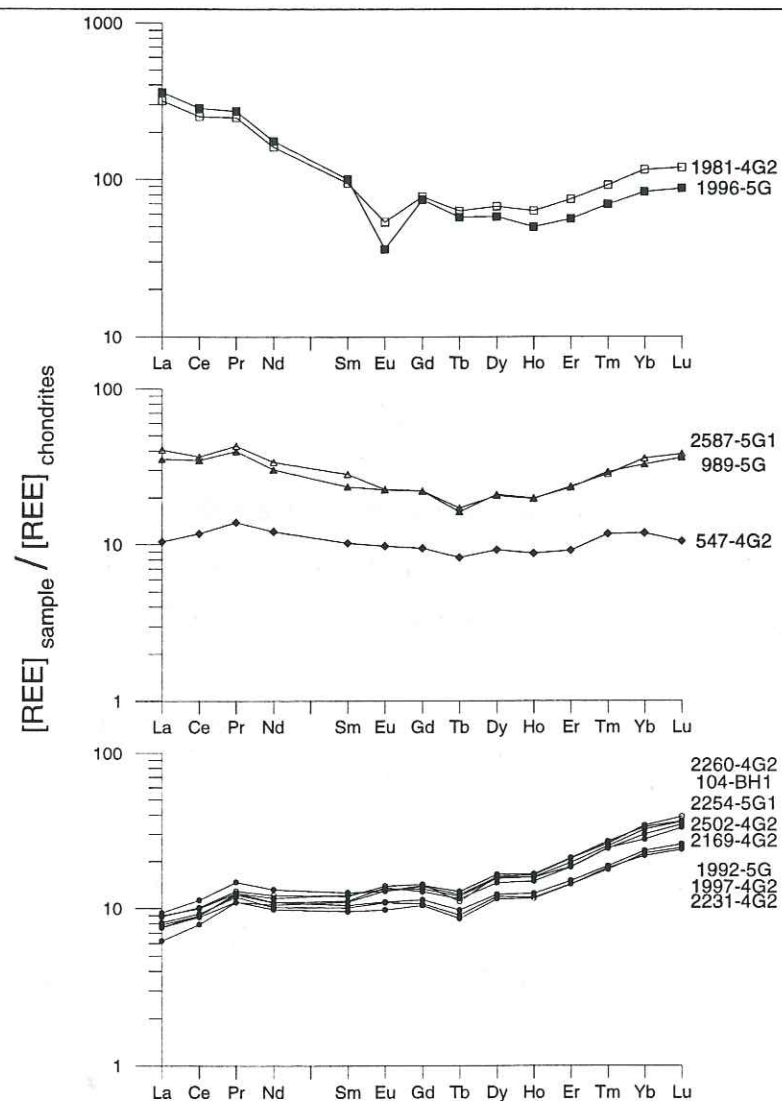 1000
100
10
1981-4G2
1996-5G
La Ce Pr Nd Sm Eu Gd Tb Dy Ho Er Tm Yb Lu
100
10
1
2587-5G1
989-5G
547-4G2
La Ce Pr Nd Sm Eu Gd Tb Dy Ho Er Tm Yb Lu
100
10
1
2260-4G2
104-BH1
2254-5G1
2502-4G2
2169-4G2
1992-5G
1997-4G2
2231-4G2
La Ce Pr Nd Sm Eu Gd Tb Dy Ho Er Tm Yb Lu
[REE] sample / [REE] chondrites